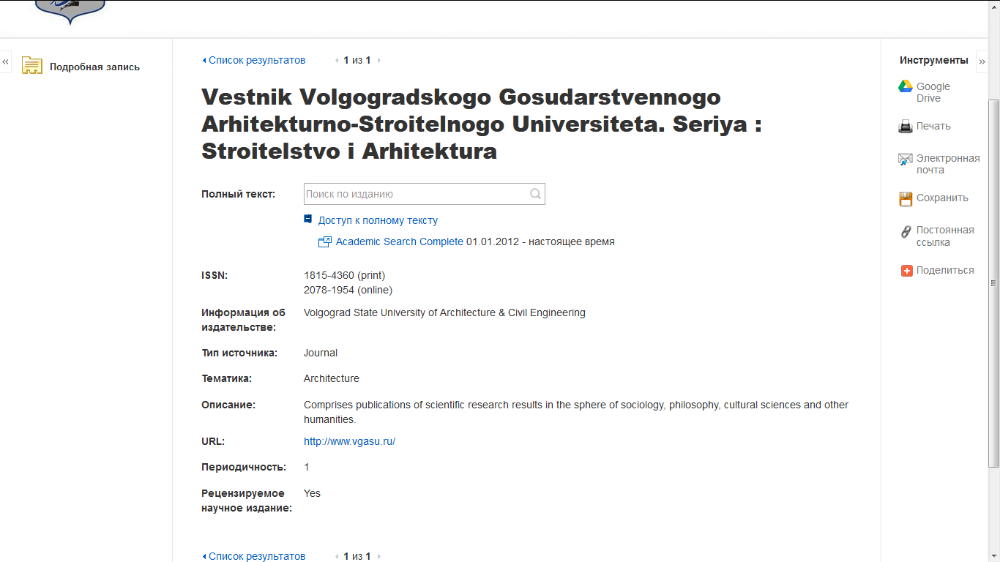 Подробная запись
Список результатов
1 из 1
Vestnik Volgogradskogo Gosudarstvennogo
Arhitekturno-Stroitelnogo Universiteta. Seriya :
Stroitelstvo i Arhitektura
Полный текст:
Поиск по изданию
Доступ к полному тексту
Academic Search Complete 01.01.2012 - настоящее время
ISSN:
1815-4360 (print)
2078-1954 (online)
Информация об
издательстве:
Volgograd State University of Architecture & Civil Engineering
Тип источника:
Journal
Тематика:
Architecture
Описание:
Comprises publications of scientific research results in the sphere of sociology, philosophy, cultural sciences and other
humanities.
URL:
http://www.vgasu.ru/
Периодичность:
1
Рецензируемое
научное издание:
Yes
Список результатов
1 из 1
Инструменты
Google
Drive
Печать
Электронная
почта
Сохранить
Постоянная
ссылка
Поделиться